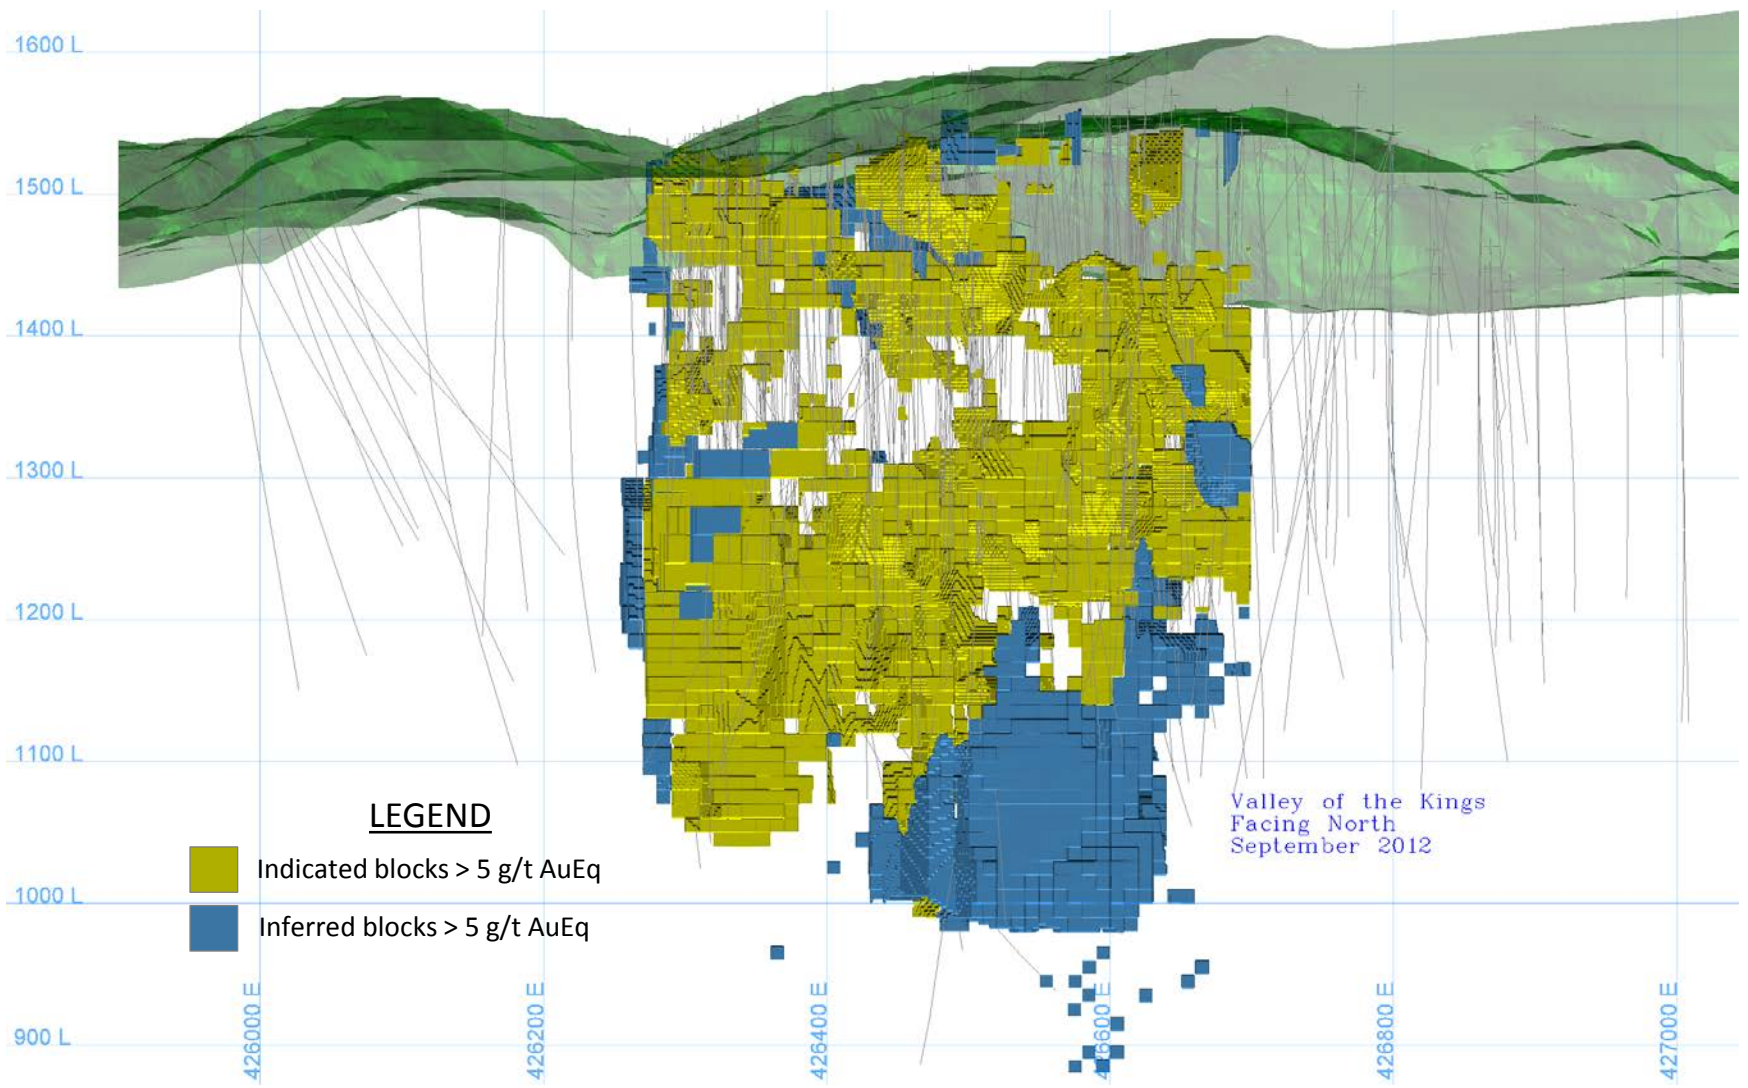 1600 L
1500 L
1400 L
1300 L
1200 L
1100 L
1000 L
900 L
LEGEND
Indicated blocks > 5 g/t AuEq
Inferred blocks > 5 g/t AuEq
Valley of the Kings
Facing North
September 2012
426000 E
426200 E
426400 E
426600 E
426800 E
427000 E